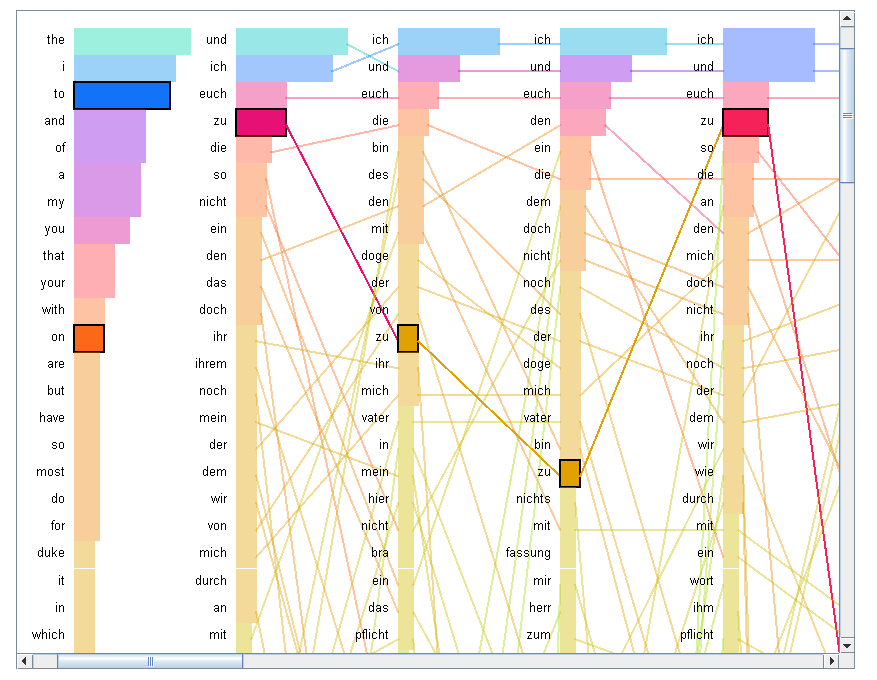 the und ich ich ich
i ich und und und
to euch euch euch euch
and zu die den zu
of die bin ein so
a so des die die
my nicht den dem an
you ein mit doch den
that den doge nicht mich
your das der noch doch
with doch von des nicht
on ihr zu der ihr
are ihrem ihr doge noch
but noch mich mich der
have mein vater vater dem
so der in bin wir
most dem mein zu wie
do wir hier nichts durch
for von nicht mit mit
duke mich bra fassung ein
it durch ein mir wort
in an das herr ihm
which mit pflicht zum pflicht